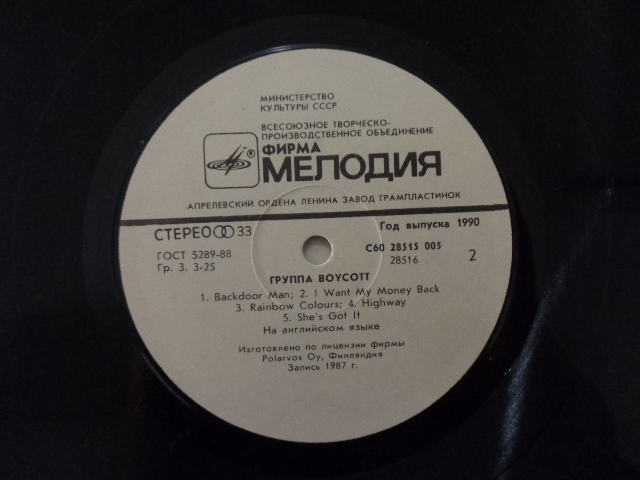 МИНИСТЕРСТВО
КУЛЬТУРЫ СССР
ВСЕСОЮЗНОЕ ТВОРЧЕСКО-
ПРОИЗВОДСТВЕННОЕ ОБЪЕДИНЕНИЕ
®
ФИРМА
МЕЛОДИЯ
АПРЕЛЕВСКИЙ ОРДЕНА ЛЕНИНА ЗАВОД ГРАМПЛАСТИНОК
СТЕРЕО 33
Год выпуска 1990
ГОСТ 5289-88
Гр. 3. 3-25
С60 28515 005
28516
2
ГРУППА BOYCOTT
1. Backdoor Man; 2. I Want My Money Back
3. Rainbow Colours; 4. Highway
5. She's Got It
На английском языке
Изготовлено по лицензии фирмы
Polarvox Oy, Финляндия
Запись 1987 г.